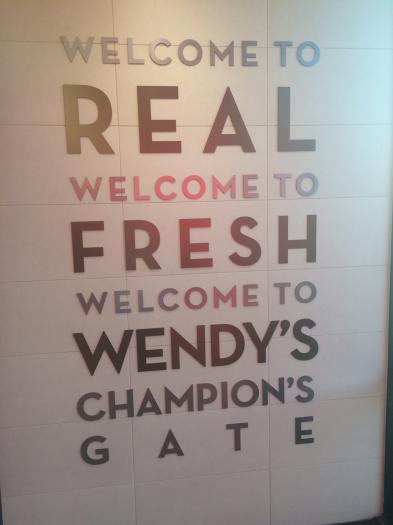 WELCOME TO
REAL
WELCOME TO
FRESH
WELCOME TO
WENDY'S
CHAMPION'S
GATE